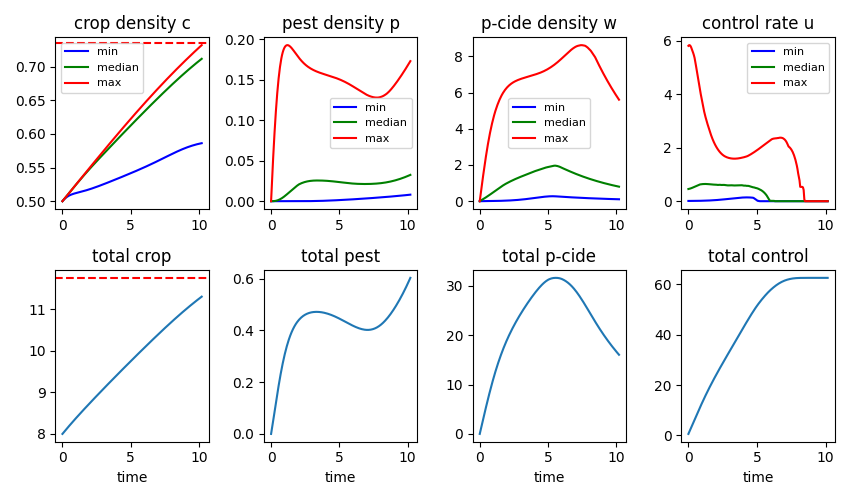 crop density c
pest density p
p-cide density w
control rate u
0.70
0.65
0.60
0.55
0.50
0 5 10
min
median
max
0.20
0.15
0.10
0.05
0.00
0 5 10
min
median
max
8
6
4
2
0
0 5 10
min
median
max
6
4
2
0
0 5 10
min
median
max
total crop
total pest
total p-cide
total control
11
10
9
8
0 5 10
time
0.6
0.4
0.2
0.0
0 5 10
time
30
20
10
0
0 5 10
time
60
40
20
0
0 5 10
time